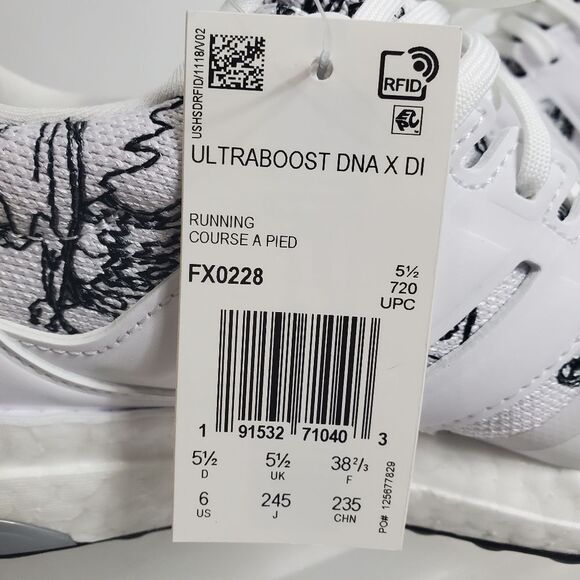 USHSDRFID/1118/V02
RFID
ULTRABOOST DNA X DI
RUNNING
COURSE A PIED
FX0228
5½
720
UPC
1 91532 71040 3
5½ 5½ 38²/₃
D UK F
6 245 235
US J CHN
PO# 125677829